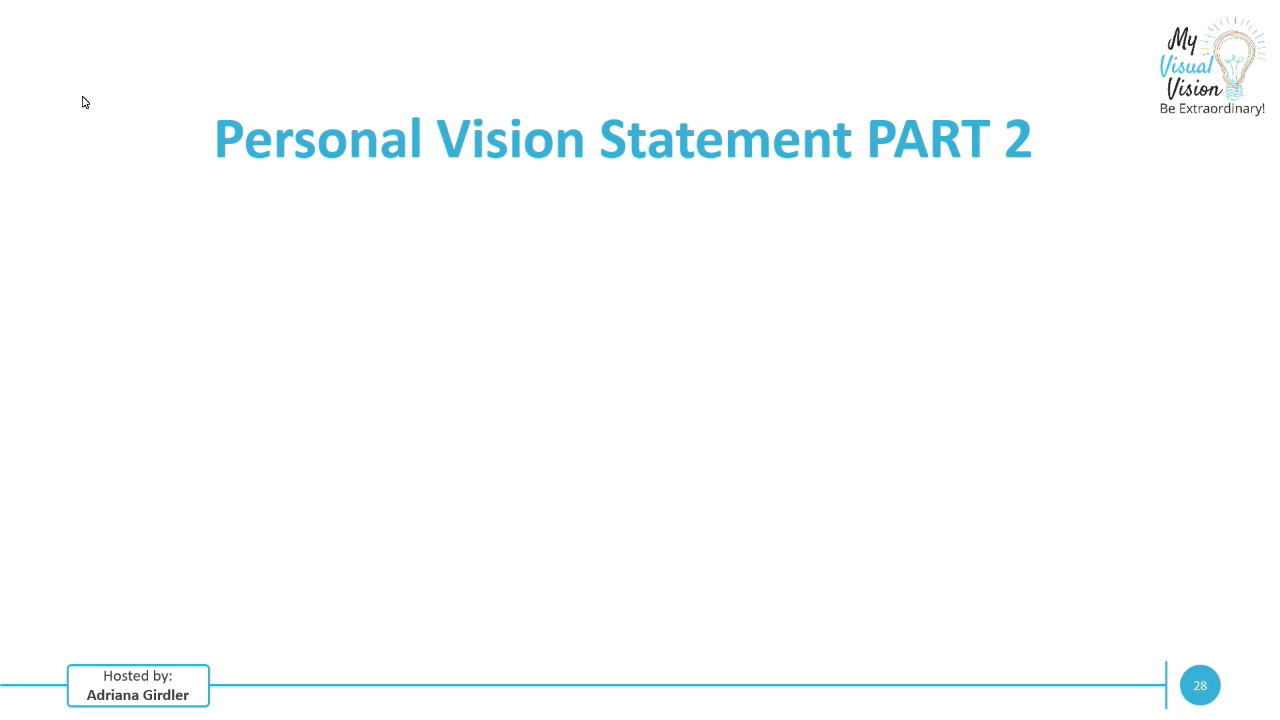 My
Visual
Vision
Be Extraordinary!
Personal Vision Statement PART 2
Hosted by:
Adriana Girdler
28